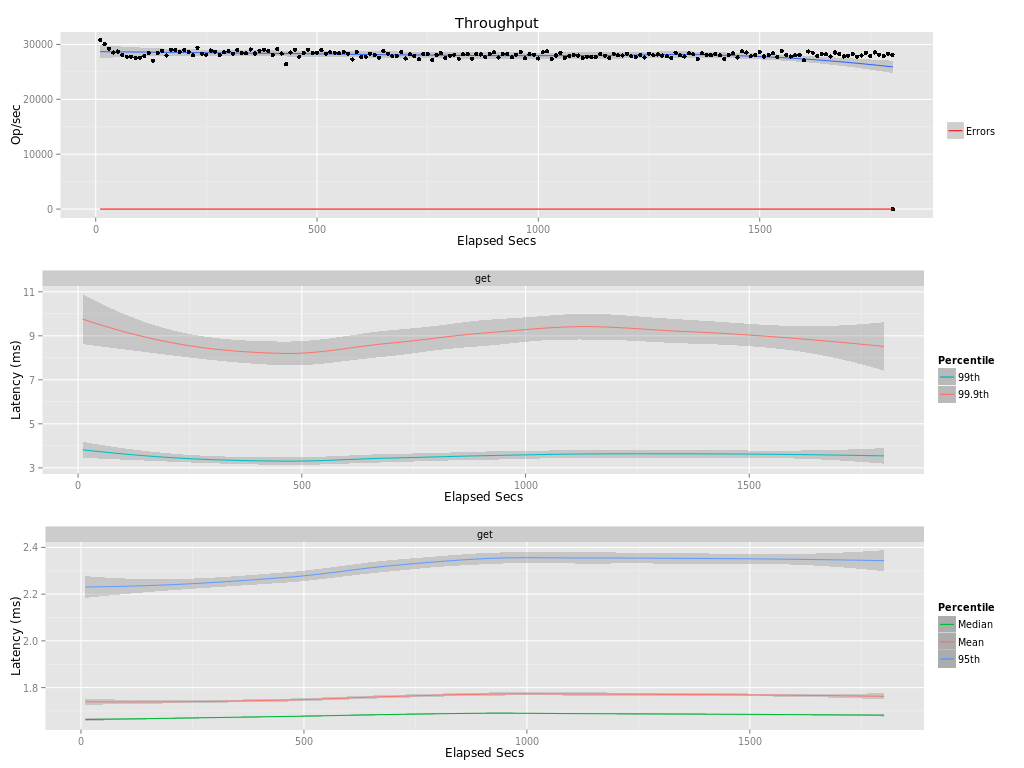 Throughput
30000
20000
10000
0
Op/sec
0 500 1000 1500
Elapsed Secs
Errors
get
11
9
7
5
3
Latency (ms)
0 500 1000 1500
Elapsed Secs
Percentile
99th
99.9th
get
2.4
2.2
2.0
1.8
Latency (ms)
0 500 1000 1500
Elapsed Secs
Percentile
Median
Mean
95th